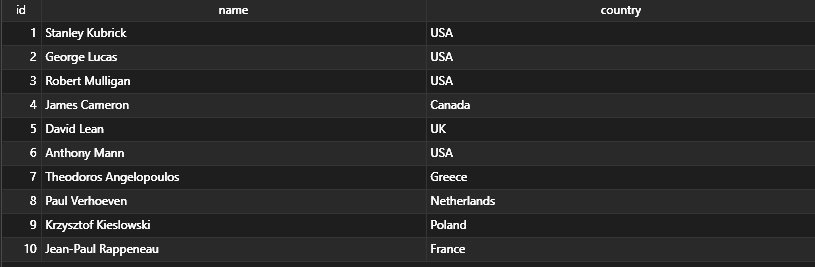 id name country
1 Stanley Kubrick USA
2 George Lucas USA
3 Robert Mulligan USA
4 James Cameron Canada
5 David Lean UK
6 Anthony Mann USA
7 Theodoros Angelopoulos Greece
8 Paul Verhoeven Netherlands
9 Krzysztof Kieslowski Poland
10 Jean-Paul Rappeneau France